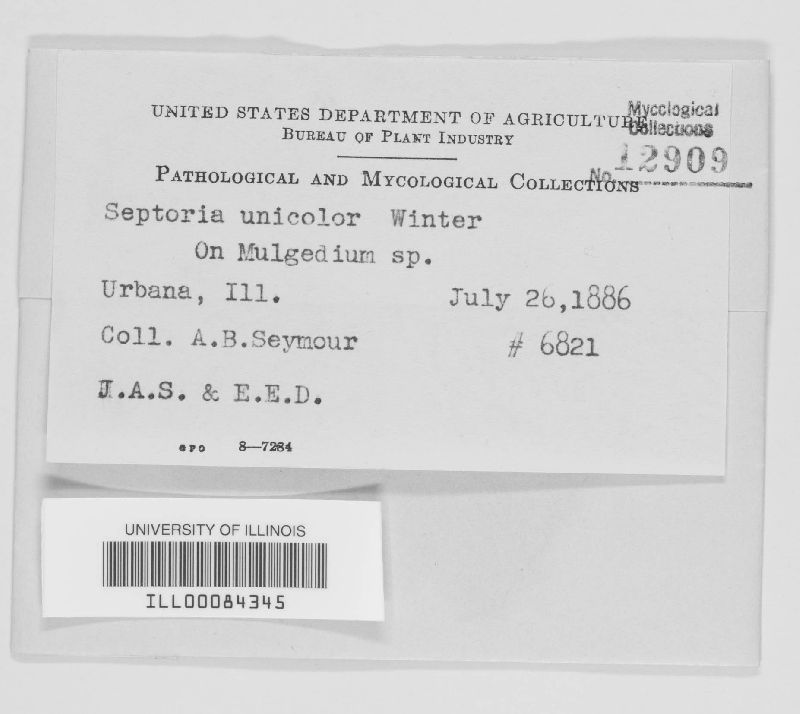 UNITED STATES DEPARTMENT OF AGRICULTURE
BUREAU OF PLANT INDUSTRY
Mycological
Collections
No. 12909
PATHOLOGICAL AND MYCOLOGICAL COLLECTIONS
Septoria unicolor Winter
On Mulgedium sp.
Urbana, Ill. July 26,1886
Coll. A.B.Seymour # 6821
J.A.S. & E.E.D.
GPO 8—7284
UNIVERSITY OF ILLINOIS
ILL00084345